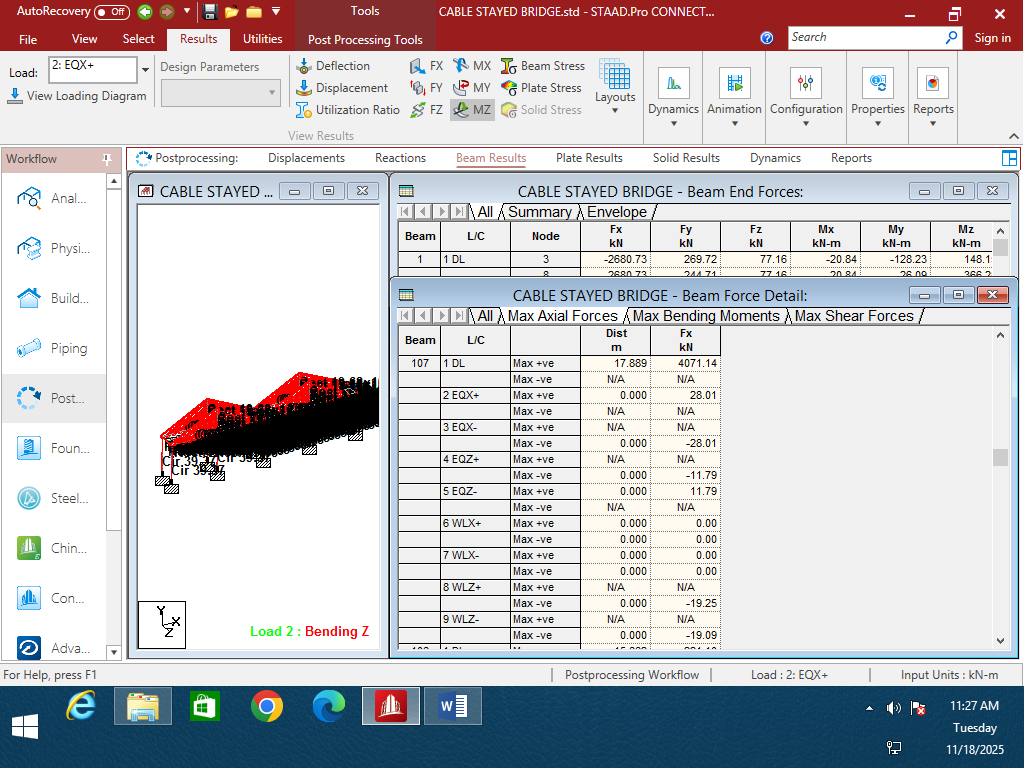 AutoRecovery Off
Tools
CABLE STAYED BRIDGE.std - STAAD.Pro CONNECT...
File View Select Results Utilities Post Processing Tools
Search
Sign in
Load: 2: EQX+
View Loading Diagram
Design Parameters
Deflection FX MX Beam Stress
Displacement FY MY Plate Stress
Utilization Ratio FZ MZ Solid Stress
View Results
Layouts
Dynamics Animation Configuration Properties Reports
Workflow
Postprocessing: Displacements Reactions Beam Results Plate Results Solid Results Dynamics Reports
Anal...
Physi...
Build...
Piping
Post...
Foun...
Steel...
Chin...
Con...
Adva...
CABLE STAYED ...
Y
X
Z
Load 2 : Bending Z
CABLE STAYED BRIDGE - Beam End Forces:
All Summary Envelope
Beam L/C Node Fx kN Fy kN Fz kN Mx kN-m My kN-m Mz kN-m
1 1 DL 3 -2680.73 269.72 77.16 -20.84 -128.23 148.1
8 2680.73 244.71 77.16 20.84 26.09 366.2
CABLE STAYED BRIDGE - Beam Force Detail:
All Max Axial Forces Max Bending Moments Max Shear Forces
Beam L/C Dist m Fx kN
107 1 DL Max +ve 17.889 4071.14
Max -ve N/A N/A
2 EQX+ Max +ve 0.000 28.01
Max -ve N/A N/A
3 EQX- Max +ve N/A N/A
Max -ve 0.000 -28.01
4 EQZ+ Max +ve N/A N/A
Max -ve 0.000 -11.79
5 EQZ- Max +ve 0.000 11.79
Max -ve N/A N/A
6 WLX+ Max +ve 0.000 0.00
Max -ve 0.000 0.00
7 WLX- Max +ve 0.000 0.00
Max -ve 0.000 0.00
8 WLZ+ Max +ve N/A N/A
Max -ve 0.000 -19.25
9 WLZ- Max +ve N/A N/A
Max -ve 0.000 -19.09
For Help, press F1
Postprocessing Workflow
Load : 2: EQX+
Input Units : kN-m
11:27 AM
Tuesday
11/18/2025